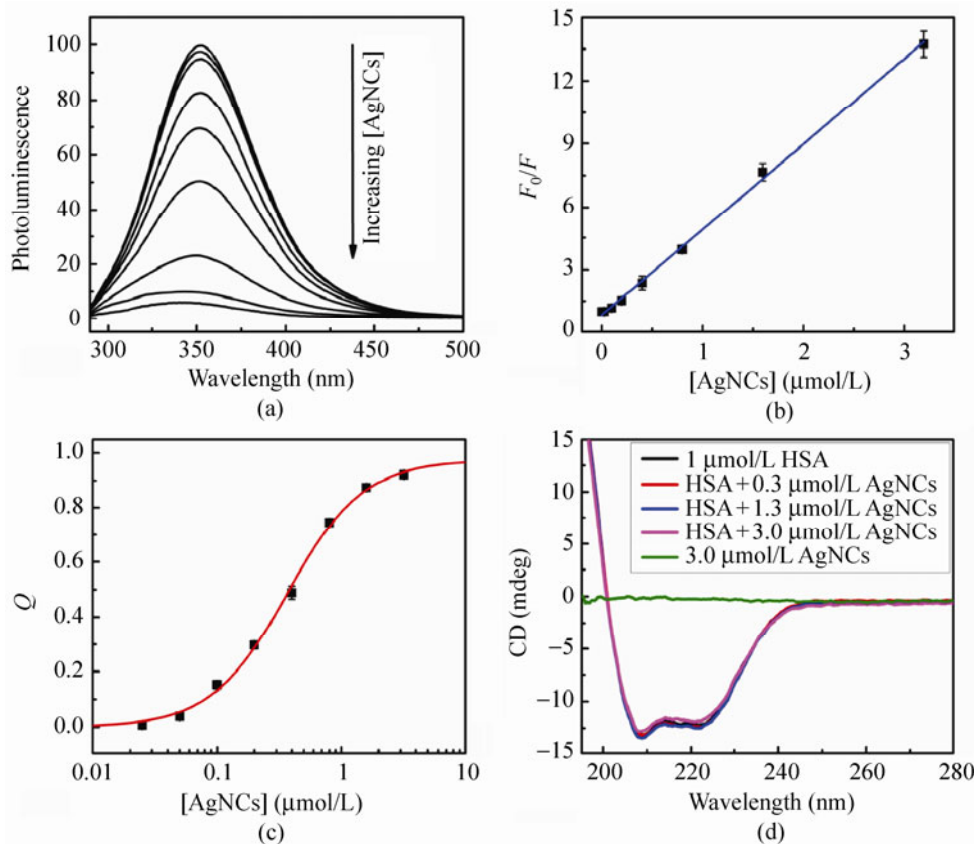 100
80
60
40
20
0
Photoluminescence
Increasing [AgNCs]
300 350 400 450 500
Wavelength (nm)
(a)
15
12
9
6
3
0
F0/F
0 1 2 3
[AgNCs] (μmol/L)
(b)
1.0
0.8
0.6
0.4
0.2
0.0
Q
0.01 0.1 1 10
[AgNCs] (μmol/L)
(c)
15
10
5
0
−5
−10
−15
CD (mdeg)
1 μmol/L HSA
HSA+0.3 μmol/L AgNCs
HSA+1.3 μmol/L AgNCs
HSA+3.0 μmol/L AgNCs
3.0 μmol/L AgNCs
200 220 240 260 280
Wavelength (nm)
(d)